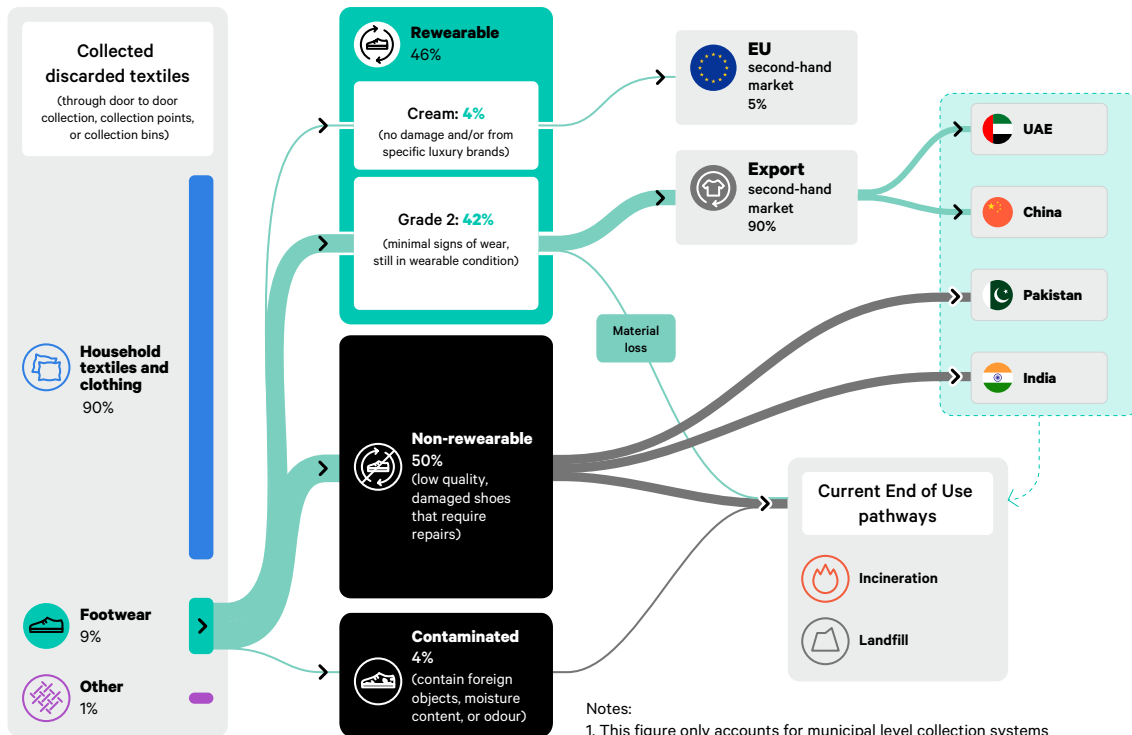 Collected
discarded textiles
(through door to door
collection, collection points,
or collection bins)
Household
textiles and
clothing
90%
Footwear
9%
Other
1%
Rewearable
46%
Cream: 4%
(no damage and/or from
specific luxury brands)
Grade 2: 42%
(minimal signs of wear,
still in wearable condition)
Non-rewearable
50%
(low quality,
damaged shoes
that require
repairs)
Contaminated
4%
(contain foreign
objects, moisture
content, or odour)
EU
second-hand
market
5%
Export
second-hand
market
90%
Material
loss
UAE
China
Pakistan
India
Current End of Use
pathways
Incineration
Landfill
Notes:
1. This figure only accounts for municipal level collection systems